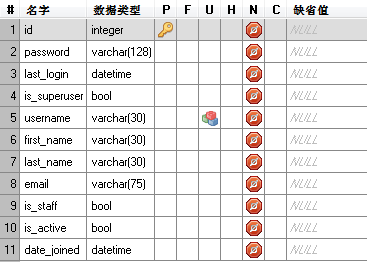 # 名字 数据类型 P F U H N C 缺省值
1 id integer NULL
2 password varchar(128) NULL
3 last_login datetime NULL
4 is_superuser bool NULL
5 username varchar(30) NULL
6 first_name varchar(30) NULL
7 last_name varchar(30) NULL
8 email varchar(75) NULL
9 is_staff bool NULL
10 is_active bool NULL
11 date_joined datetime NULL